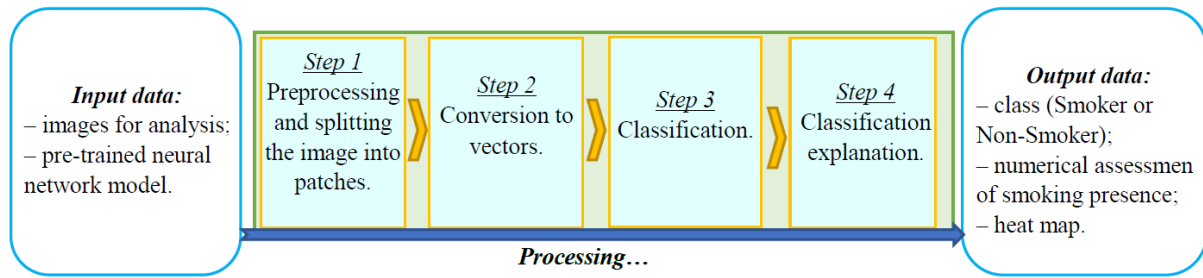 Input data:
– images for analysis;
– pre-trained neural
network model.
Step 1
Preprocessing
and splitting
the image into
patches.
Step 2
Conversion to
vectors.
Step 3
Classification.
Step 4
Classification
explanation.
Output data:
– class (Smoker or
Non-Smoker);
– numerical assessmen
of smoking presence;
– heat map.
Processing…